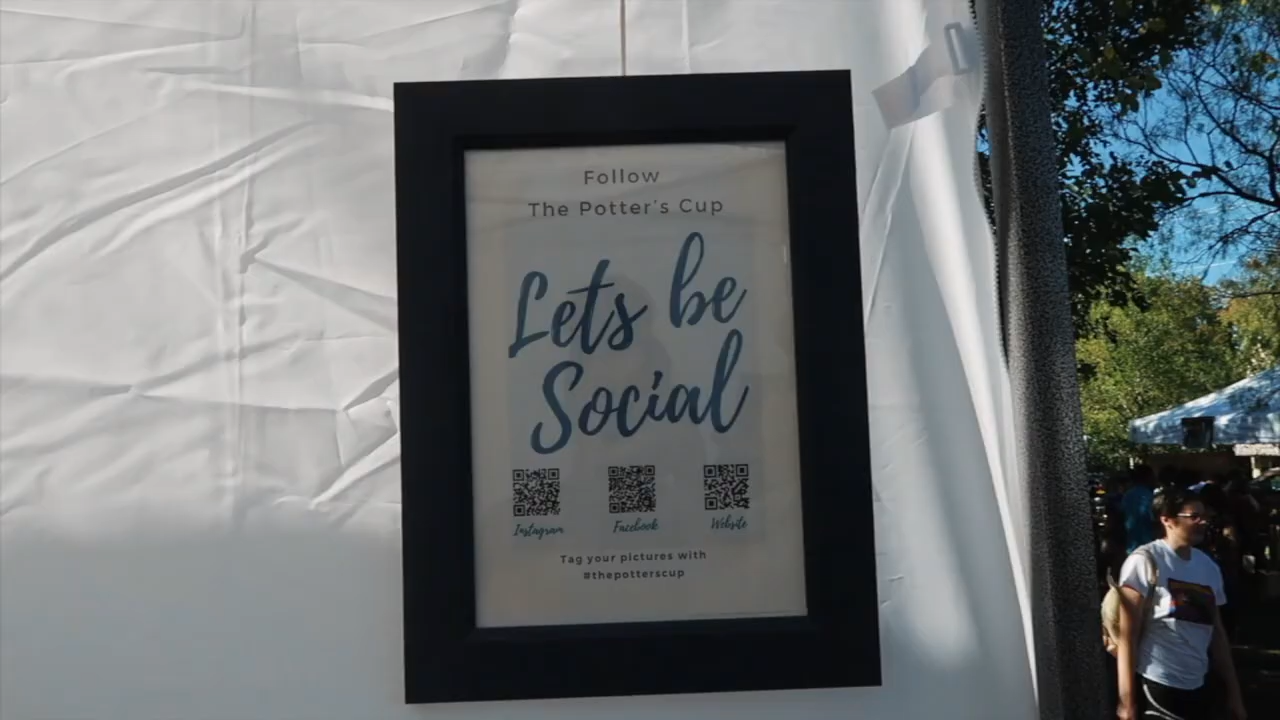 Follow
The Potter's Cup
Lets be
Social
Instagram Facebook Website
Tag your pictures with
#thepotterscup